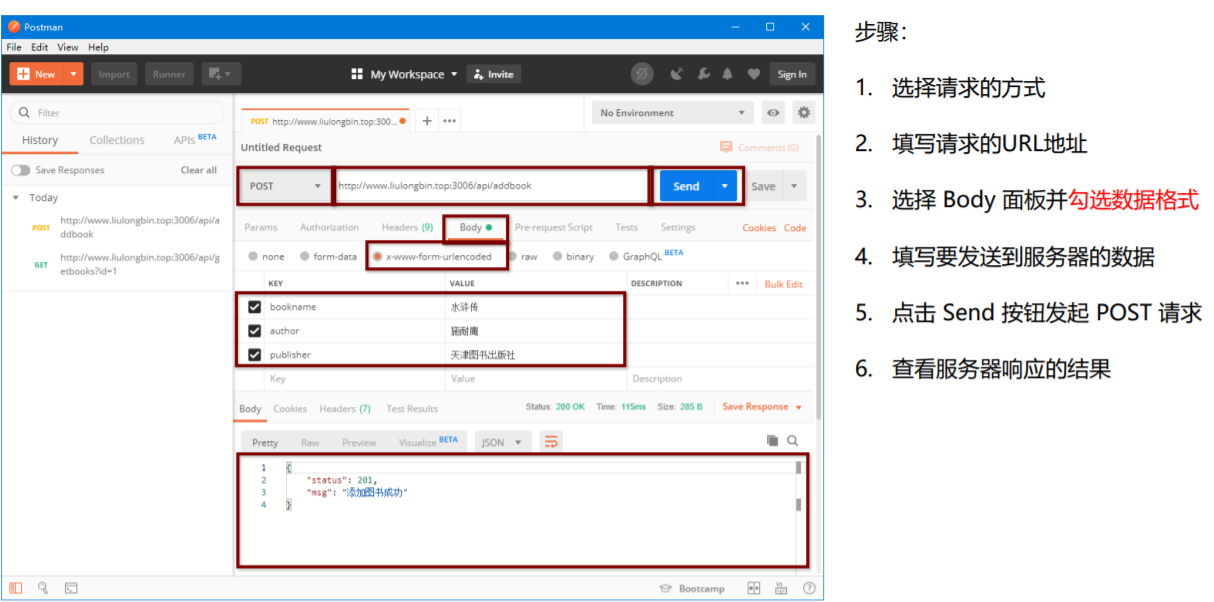 Postman
File Edit View Help
New Import Runner My Workspace Invite Sign In
Filter
History Collections APIs BETA
Save Responses Clear all
Today
POST http://www.liulongbin.top:3006/api/a
ddbook
GET http://www.liulongbin.top:3006/api/g
etbooks?id=1
POST http://www.liulongbin.top:300... + ...
No Environment
Untitled Request Comments (0)
POST http://www.liulongbin.top:3006/api/addbook Send Save
Params Authorization Headers (9) Body Pre-request Script Tests Settings Cookies Code
none form-data x-www-form-urlencoded raw binary GraphQL BETA
KEY VALUE DESCRIPTION ... Bulk Edit
bookname 水浒传
author 施耐庵
publisher 天津图书出版社
Key Value Description
Body Cookies Headers (7) Test Results Status: 200 OK Time: 115ms Size: 285 B Save Response
Pretty Raw Preview Visualize BETA JSON
1 {
2 "status": 201,
3 "msg": "添加图书成功"
4 }
Bootcamp
步骤：
1. 选择请求的方式
2. 填写请求的URL地址
3. 选择 Body 面板并勾选数据格式
4. 填写要发送到服务器的数据
5. 点击 Send 按钮发起 POST 请求
6. 查看服务器响应的结果